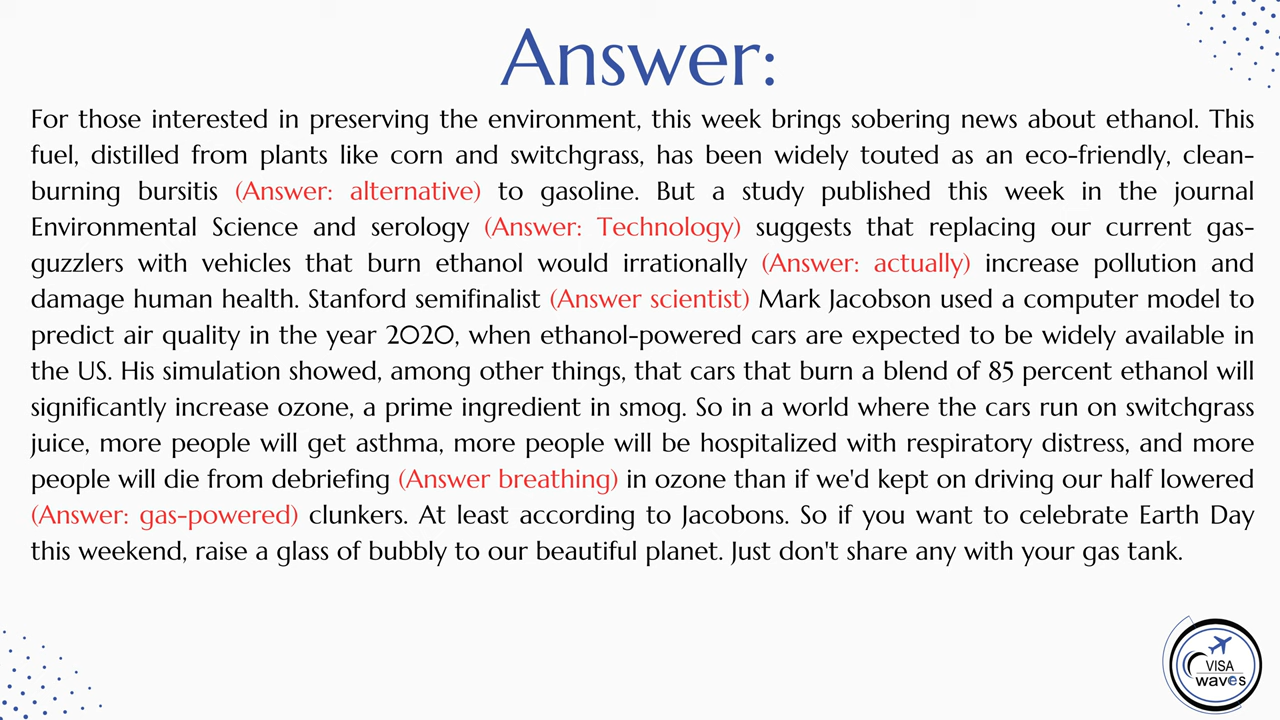 Answer:
For those interested in preserving the environment, this week brings sobering news about ethanol. This
fuel, distilled from plants like corn and switchgrass, has been widely touted as an eco-friendly, clean-
burning bursitis (Answer: alternative) to gasoline. But a study published this week in the journal
Environmental Science and serology (Answer: Technology) suggests that replacing our current gas-
guzzlers with vehicles that burn ethanol would irrationally (Answer: actually) increase pollution and
damage human health. Stanford semifinalist (Answer scientist) Mark Jacobson used a computer model to
predict air quality in the year 2020, when ethanol-powered cars are expected to be widely available in
the US. His simulation showed, among other things, that cars that burn a blend of 85 percent ethanol will
significantly increase ozone, a prime ingredient in smog. So in a world where the cars run on switchgrass
juice, more people will get asthma, more people will be hospitalized with respiratory distress, and more
people will die from debriefing (Answer breathing) in ozone than if we'd kept on driving our half lowered
(Answer: gas-powered) clunkers. At least according to Jacobons. So if you want to celebrate Earth Day
this weekend, raise a glass of bubbly to our beautiful planet. Just don't share any with your gas tank.
VISA
waves